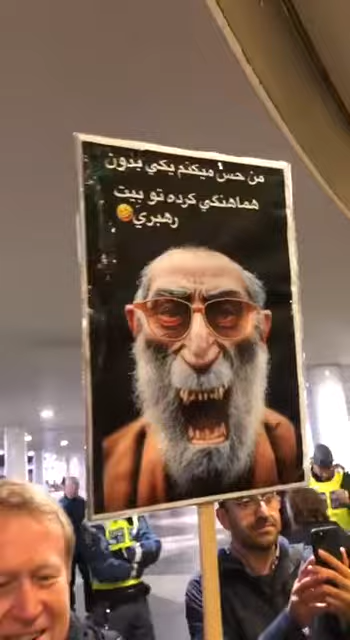 من حس میکنم یکی بدون
هماهنگی کرده تو بیت
رهبری🤣